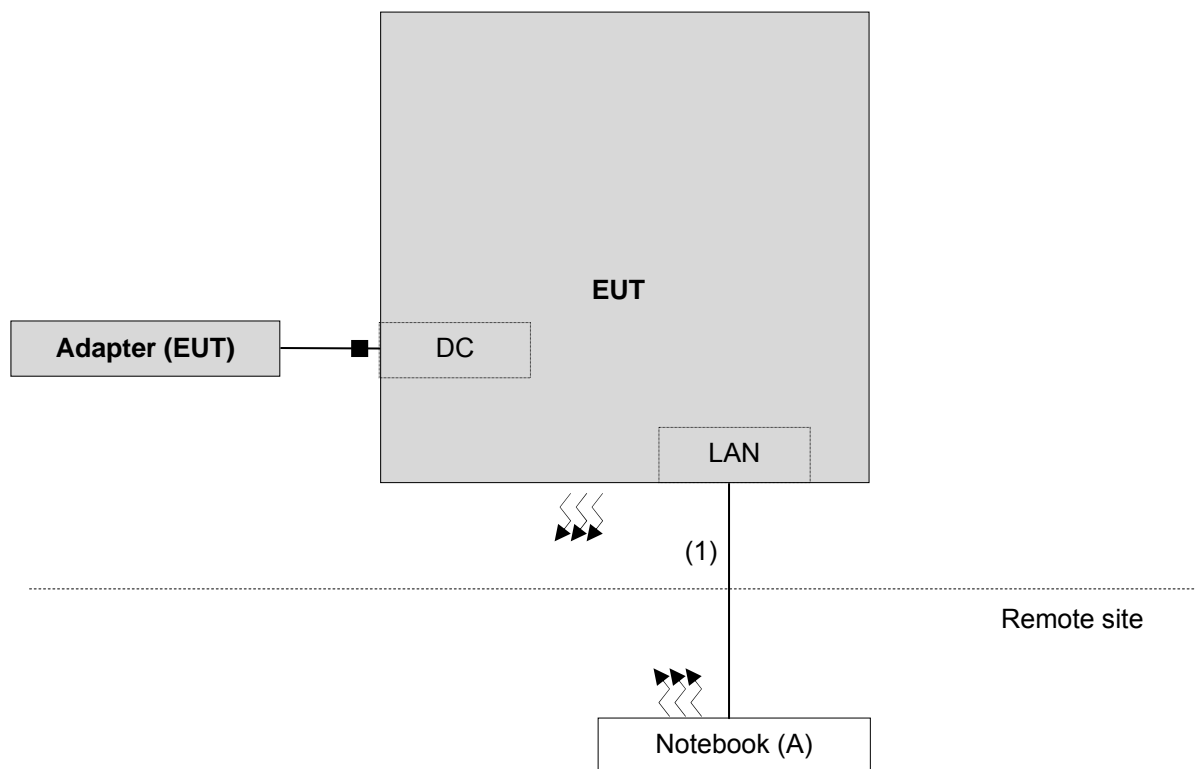 EUT
Adapter (EUT)
DC
LAN
(1)
Remote site
Notebook (A)